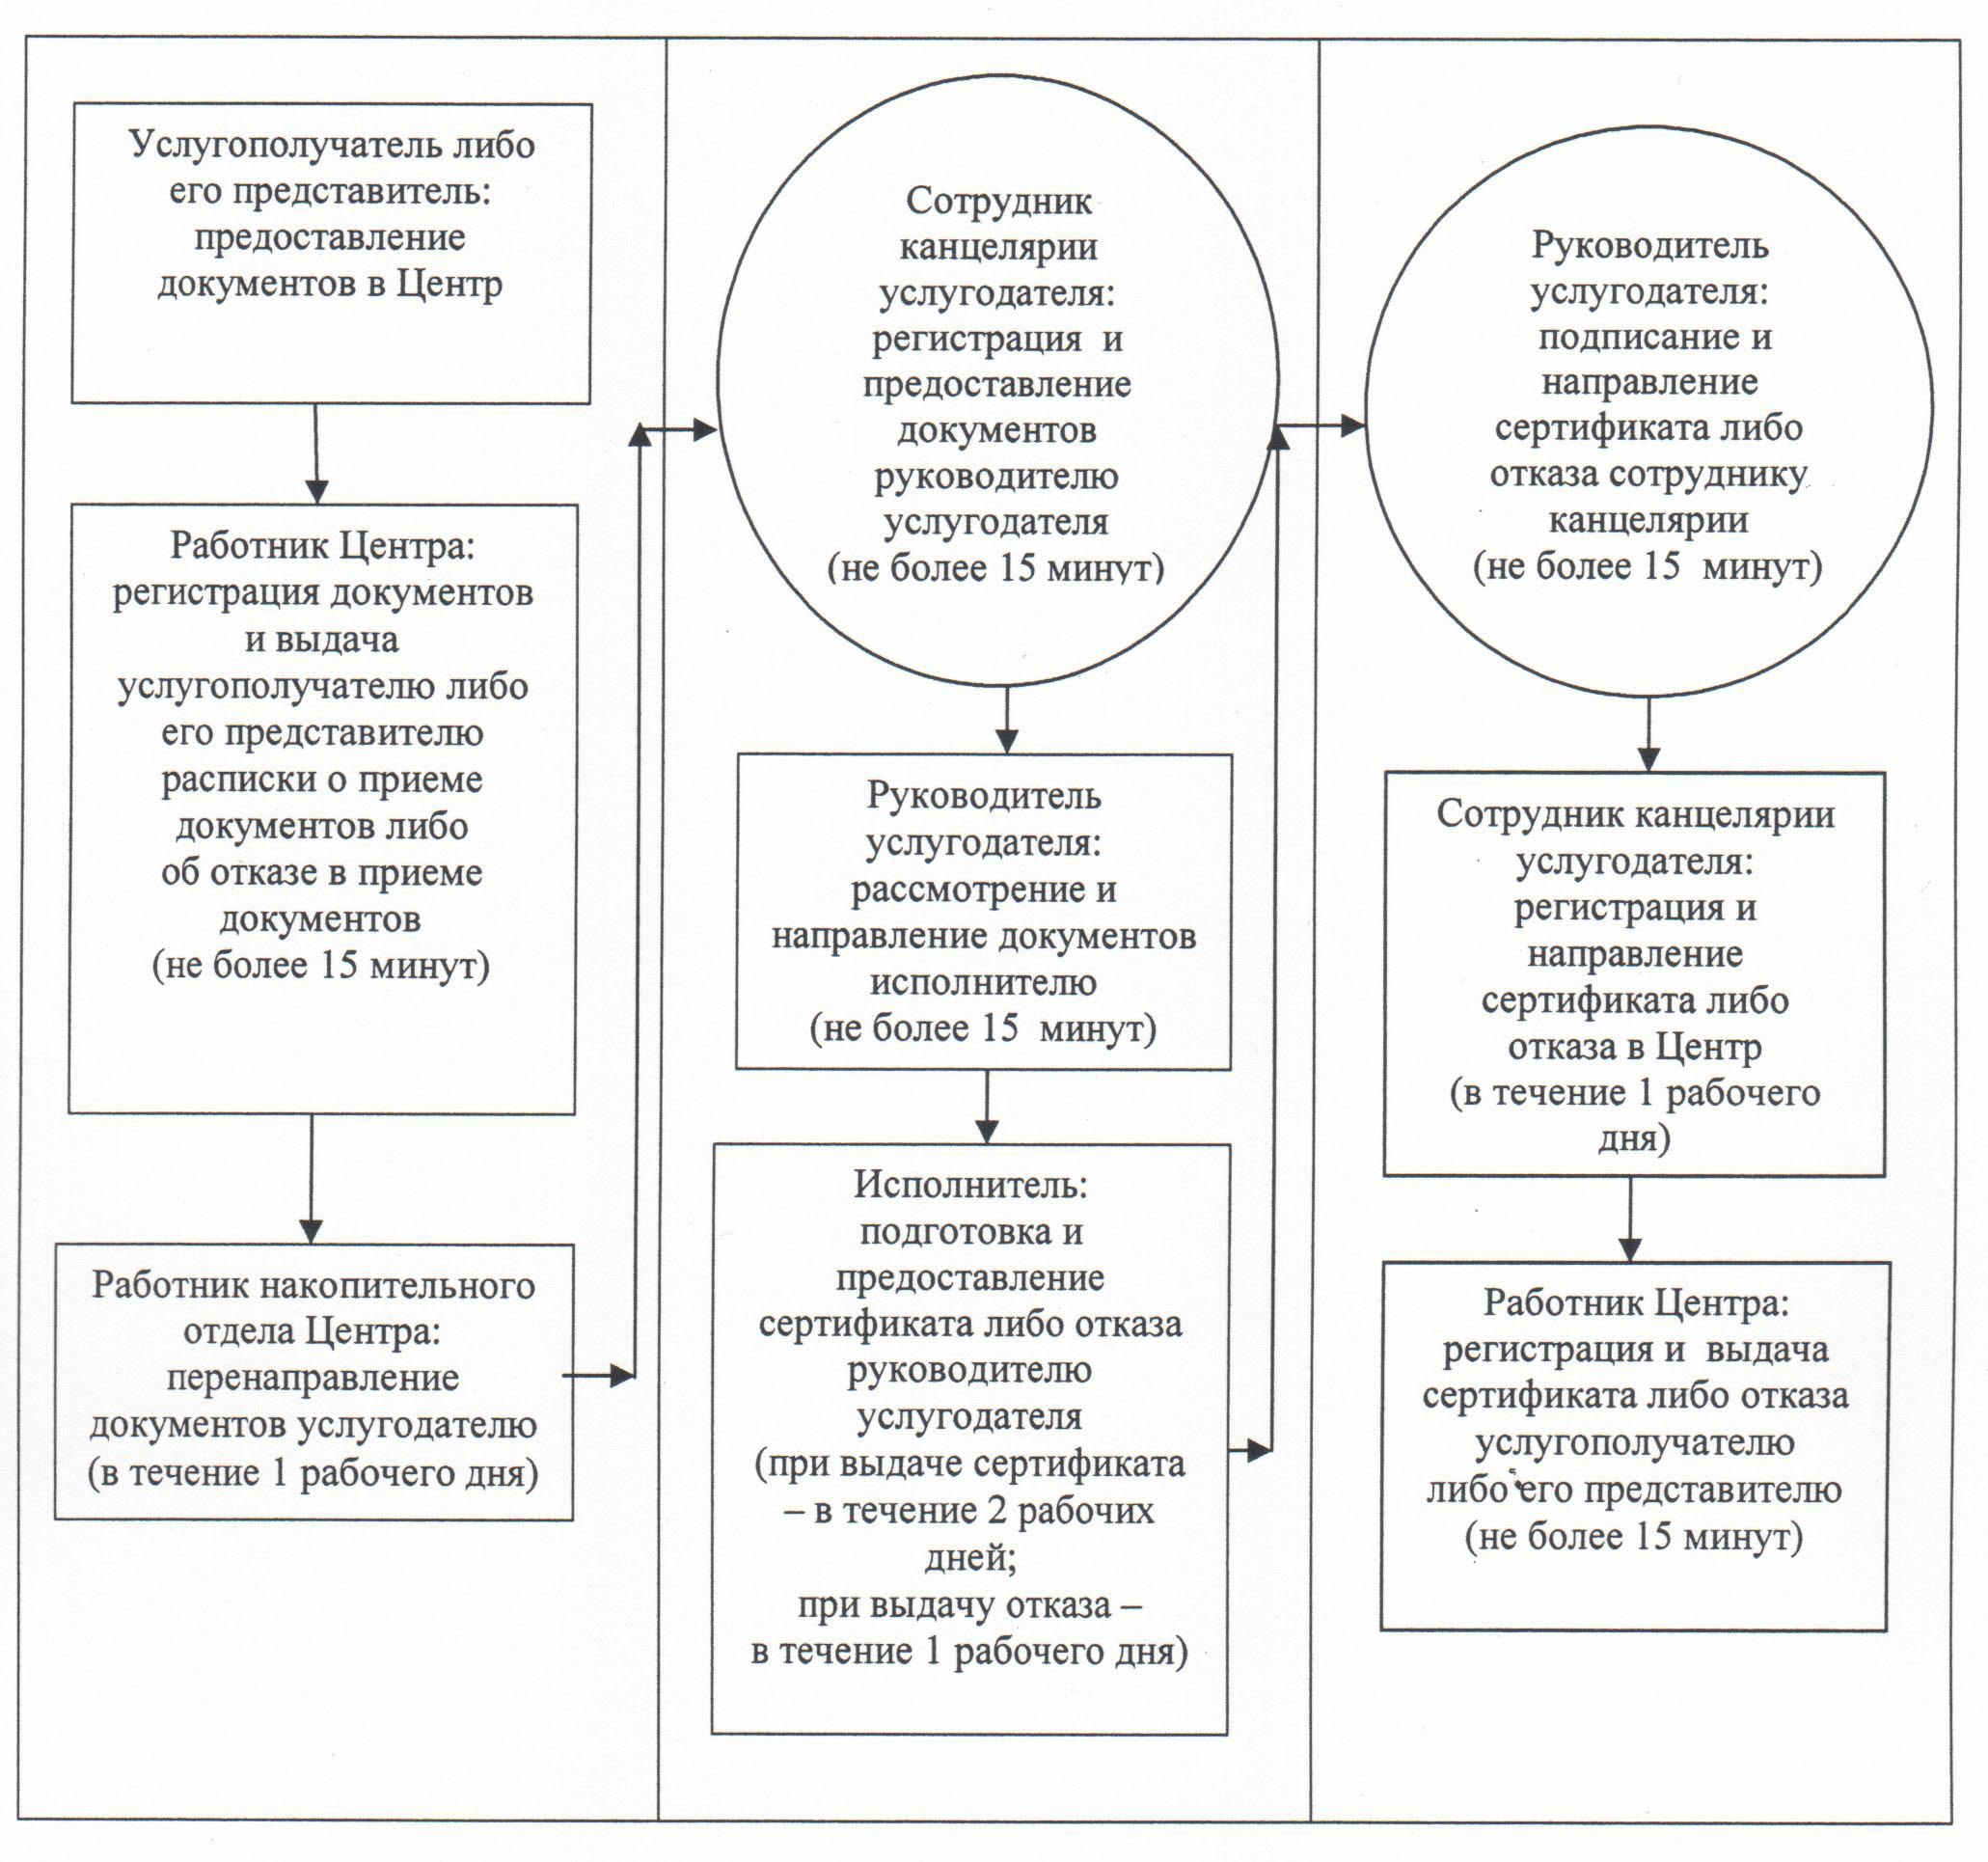 Услугополучатель либо
его представитель:
предоставление
документов в Центр
Работник Центра:
регистрация документов
и выдача
услугополучателю либо
его представителю
расписки о приеме
документов либо
об отказе в приеме
документов
(не более 15 минут)
Работник накопительного
отдела Центра:
перенаправление
документов услугодателю
(в течение 1 рабочего дня)
Сотрудник
канцелярии
услугодателя:
регистрация и
предоставление
документов
руководителю
услугодателя
(не более 15 минут)
Руководитель
услугодателя:
рассмотрение и
направление документов
исполнителю
(не более 15 минут)
Исполнитель:
подготовка и
предоставление
сертификата либо отказа
руководителю
услугодателя
(при выдаче сертификата
– в течение 2 рабочих
дней;
при выдачу отказа –
в течение 1 рабочего дня)
Руководитель
услугодателя:
подписание и
направление
сертификата либо
отказа сотруднику
канцелярии
(не более 15 минут)
Сотрудник канцелярии
услугодателя:
регистрация и
направление
сертификата либо
отказа в Центр
(в течение 1 рабочего
дня)
Работник Центра:
регистрация и выдача
сертификата либо отказа
услугополучателю
либо его представителю
(не более 15 минут)